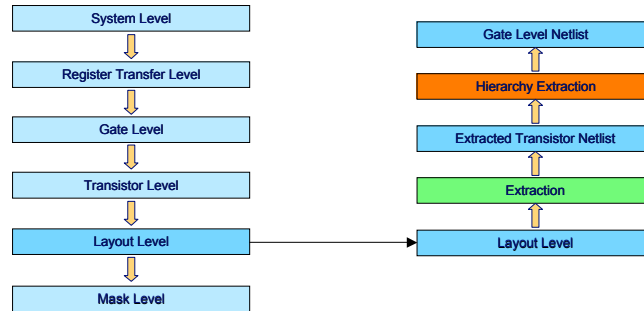 System Level
Register Transfer Level
Gate Level
Transistor Level
Layout Level
Mask Level
Gate Level Netlist
Hierarchy Extraction
Extracted Transistor Netlist
Extraction
Layout Level